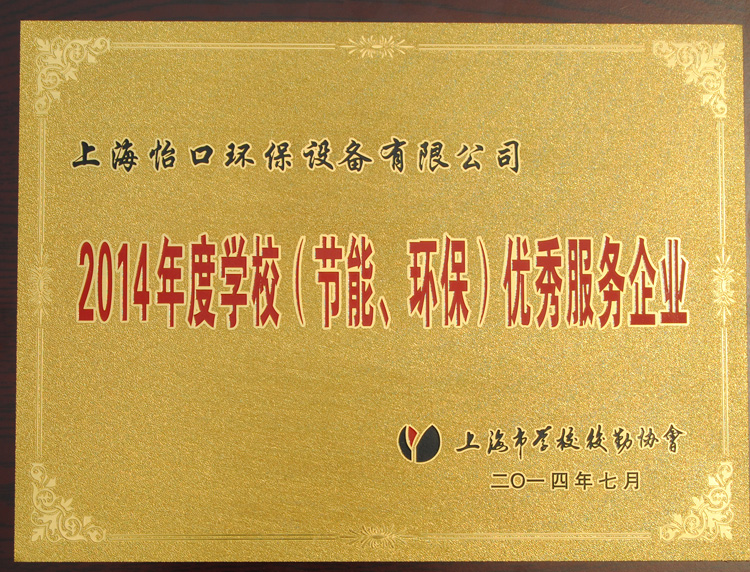 上海怡口环保设备有限公司
2014年度学校（节能、环保）优秀服务企业
上海市学校后勤协會
二〇一四年七月